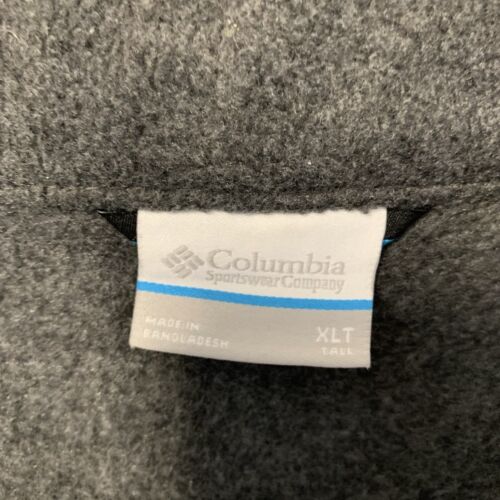 Columbia
Sportswear Company
MADE IN
BANGLADESH
XLT
TALL